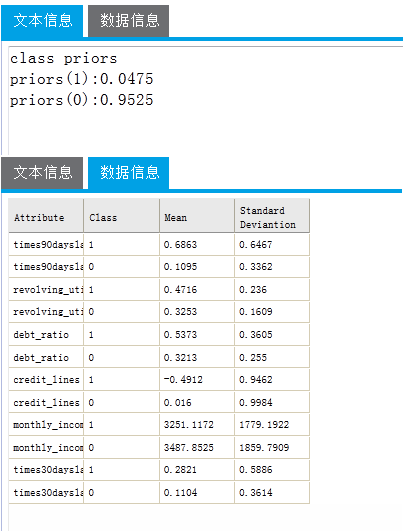 文本信息 数据信息
class priors
priors(1):0.0475
priors(0):0.9525
文本信息 数据信息
Attribute Class Mean Standard Deviantion
times90daysla 1 0.6863 0.6467
times90daysla 0 0.1095 0.3362
revolving_uti 1 0.4716 0.236
revolving_uti 0 0.3253 0.1609
debt_ratio 1 0.5373 0.3605
debt_ratio 0 0.3213 0.255
credit_lines 1 -0.4912 0.9462
credit_lines 0 0.016 0.9984
monthly_incom 1 3251.1172 1779.1922
monthly_incom 0 3487.8525 1859.7909
times30daysla 1 0.2821 0.5886
times30daysla 0 0.1104 0.3614